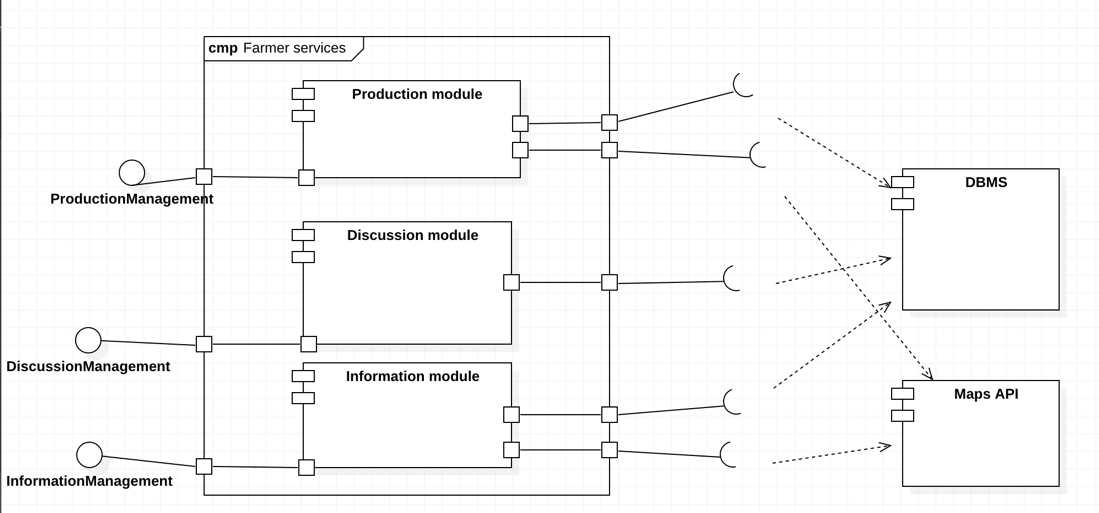 cmp Farmer services
Production module
ProductionManagement
DBMS
Discussion module
DiscussionManagement
Information module
Maps API
InformationManagement